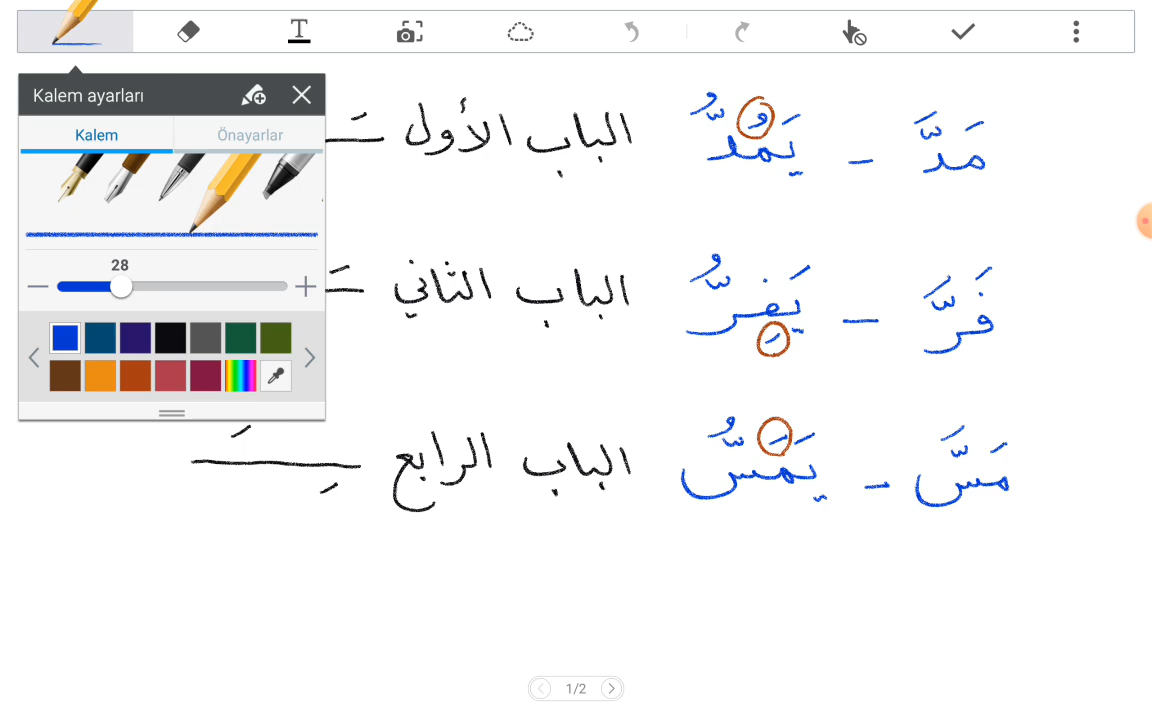 T
Kalem ayarları
Kalem Önayarlar
28
مَدَّ - يَمُدُّ الباب الأول
فَرَّ - يَفِرُّ الباب الثاني
مَسَّ - يَمَسُّ الباب الرابع
1/2